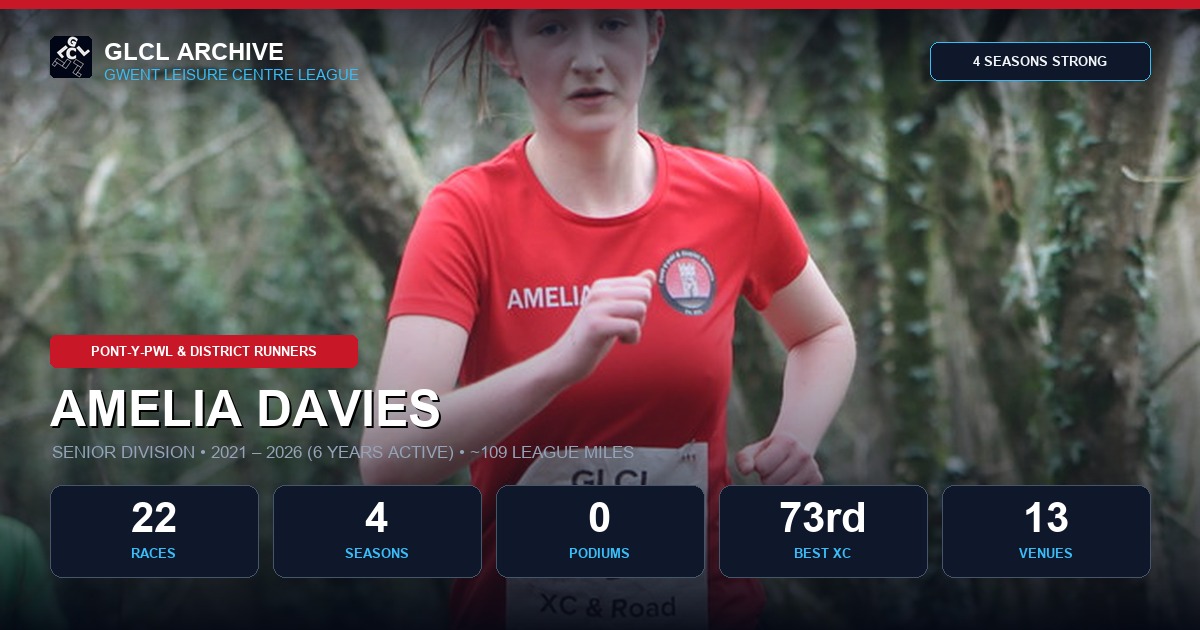 GLCL ARCHIVE
GWENT LEISURE CENTRE LEAGUE
4 SEASONS STRONG
AMELIA
PONT-Y-PWL & DISTRICT RUNNERS
AMELIA DAVIES
SENIOR DIVISION • 2021 – 2026 (6 YEARS ACTIVE) • ~109 LEAGUE MILES
GLCL
22
RACES
4
SEASONS
0
PODIUMS
73rd
BEST XC
13
VENUES
XC & Road